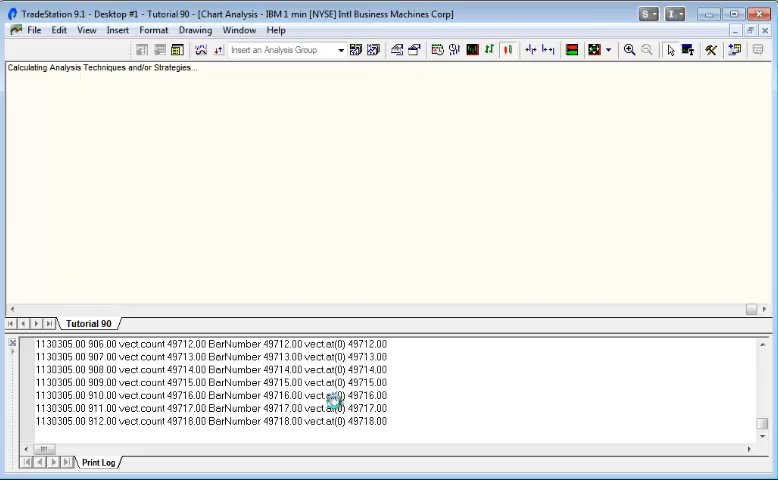 TradeStation 9.1 - Desktop #1 - Tutorial 90 - [Chart Analysis - IBM 1 min [NYSE] Intl Business Machines Corp]
S
I
File Edit View Insert Format Drawing Window Help
Insert an Analysis Group
Calculating Analysis Techniques and/or Strategies...
Tutorial 90
1130305.00 906.00 vect.count 49712.00 BarNumber 49712.00 vect.at(0) 49712.00
1130305.00 907.00 vect.count 49713.00 BarNumber 49713.00 vect.at(0) 49713.00
1130305.00 908.00 vect.count 49714.00 BarNumber 49714.00 vect.at(0) 49714.00
1130305.00 909.00 vect.count 49715.00 BarNumber 49715.00 vect.at(0) 49715.00
1130305.00 910.00 vect.count 49716.00 BarNumber 49716.00 vect.at(0) 49716.00
1130305.00 911.00 vect.count 49717.00 BarNumber 49717.00 vect.at(0) 49717.00
1130305.00 912.00 vect.count 49718.00 BarNumber 49718.00 vect.at(0) 49718.00
Print Log